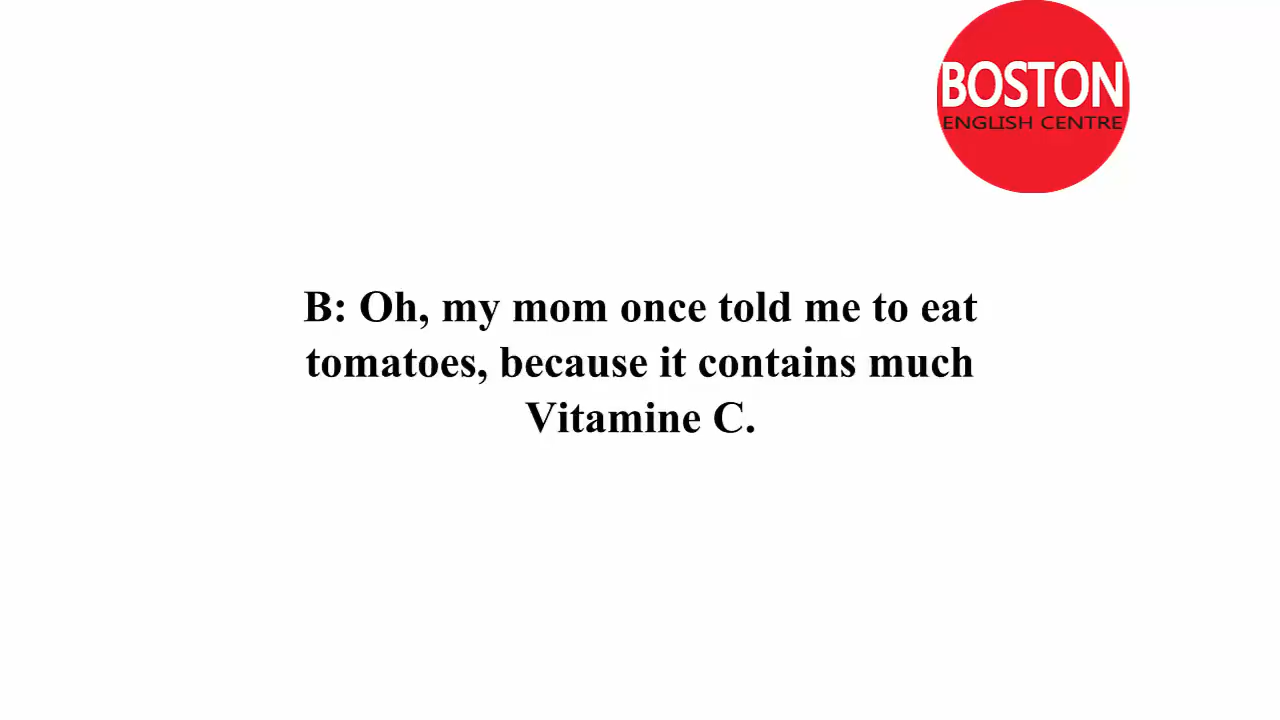 BOSTON
ENGLISH CENTRE
B: Oh, my mom once told me to eat
tomatoes, because it contains much
Vitamine C.